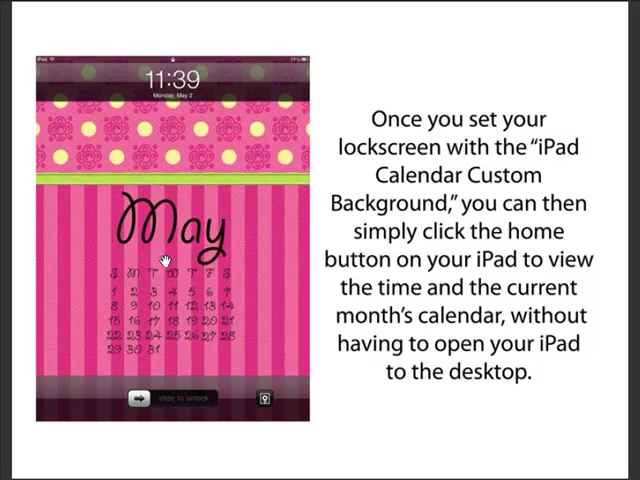 iPad
77%
11:39
Monday, May 2
May
S M T W T F S
1 2 3 4 5 6 7
8 9 10 11 12 13 14
15 16 17 18 19 20 21
22 23 24 25 26 27 28
29 30 31
slide to unlock
Once you set your
lockscreen with the “iPad
Calendar Custom
Background,” you can then
simply click the home
button on your iPad to view
the time and the current
month’s calendar, without
having to open your iPad
to the desktop.